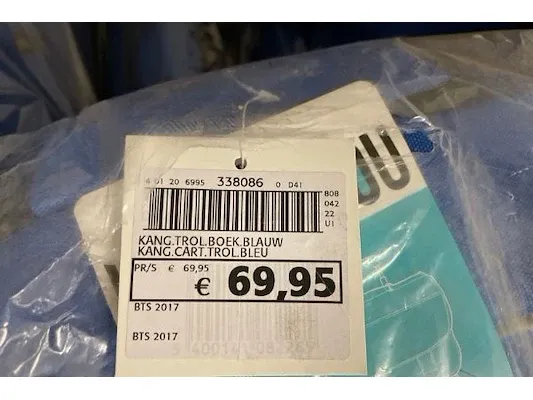 4 01 20 6995 338086 0 D41
808
042
22
U1
KANG.TROL.BOEK.BLAUW
KANG.CART.TROL.BLEU
PR/S € 69,95
€ 69,95
BTS 2017
BTS 2017
OU